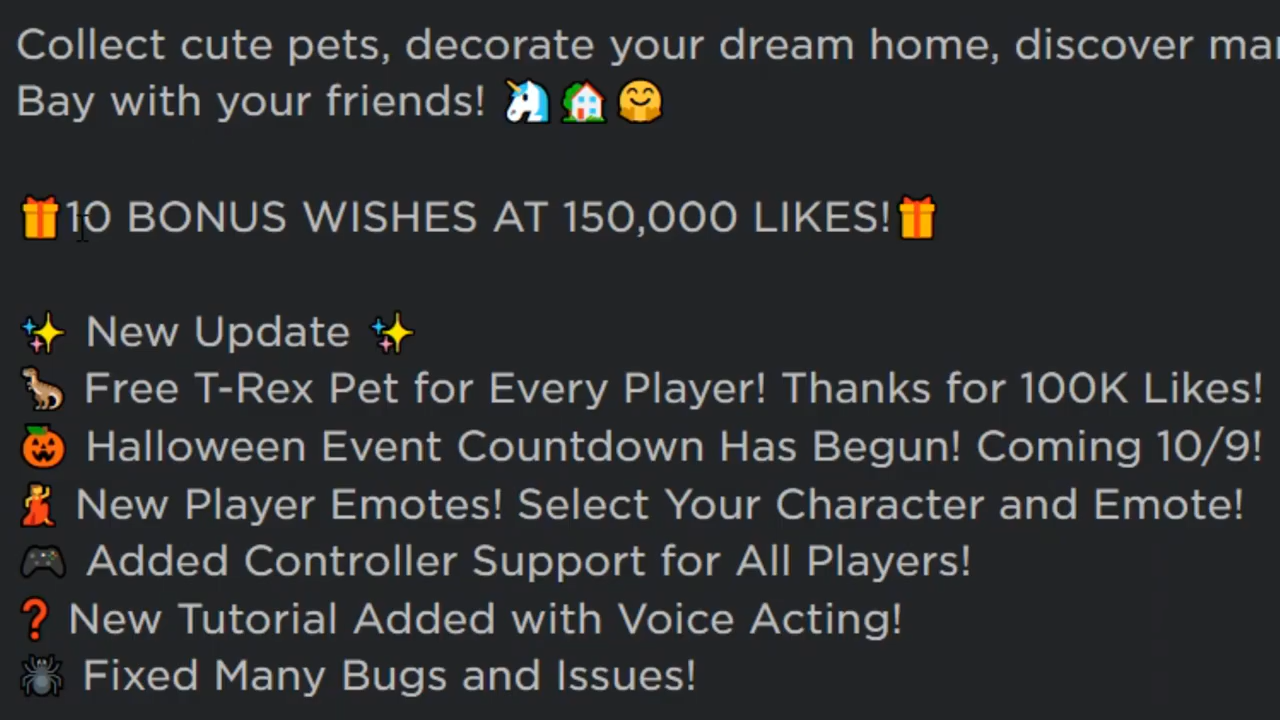 Collect cute pets, decorate your dream home, discover
Bay with your friends! 🦄🏡🤗
🎁10 BONUS WISHES AT 150,000 LIKES!🎁
✨ New Update ✨
🦖 Free T-Rex Pet for Every Player! Thanks for 100K Likes!
🎃 Halloween Event Countdown Has Begun! Coming 10/9!
💃 New Player Emotes! Select Your Character and Emote!
🎮 Added Controller Support for All Players!
❓ New Tutorial Added with Voice Acting!
🕷️ Fixed Many Bugs and Issues!